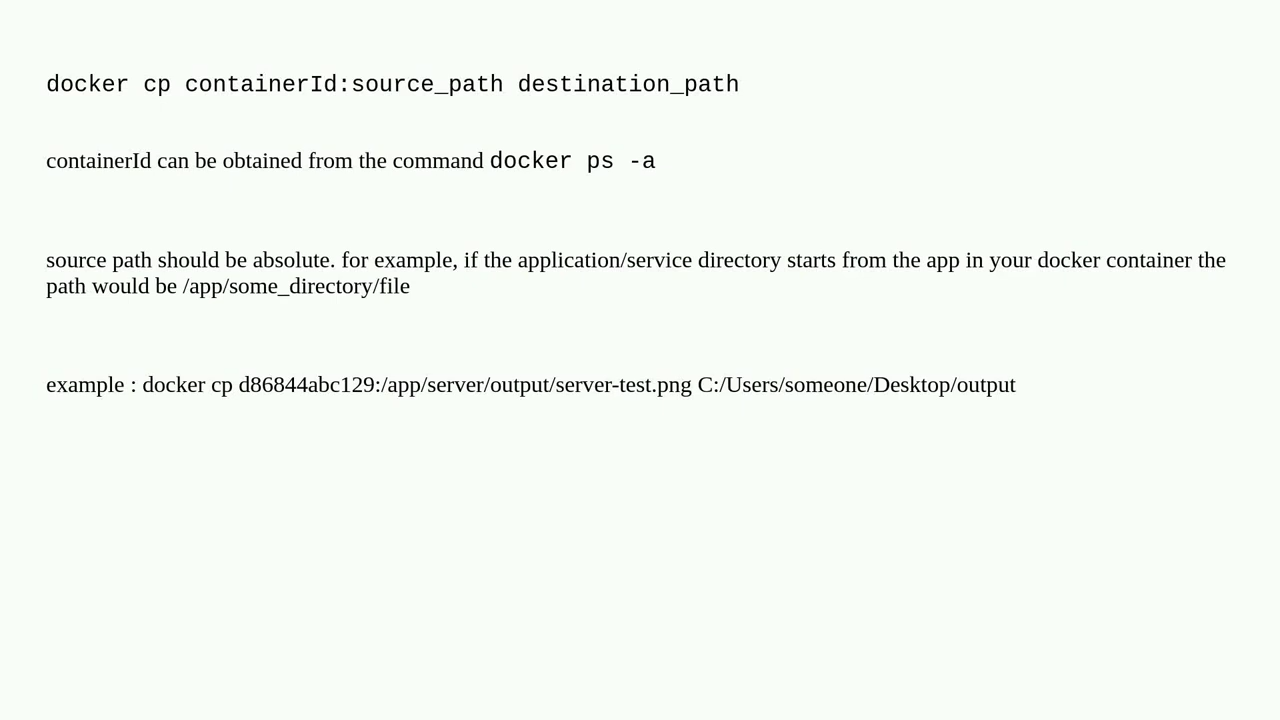 docker cp containerId:source_path destination_path
containerId can be obtained from the command docker ps -a
source path should be absolute. for example, if the application/service directory starts from the app in your docker container the
path would be /app/some_directory/file
example : docker cp d86844abc129:/app/server/output/server-test.png C:/Users/someone/Desktop/output